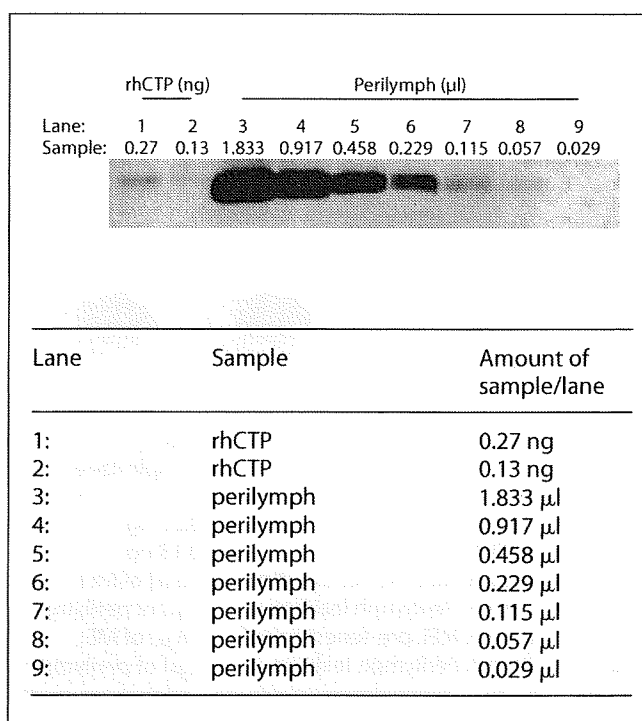 rhCTP (ng) Perilymph (µl)
Lane: 1 2 3 4 5 6 7 8 9
Sample: 0.27 0.13 1.833 0.917 0.458 0.229 0.115 0.057 0.029
Lane Sample Amount of
sample/lane
1: rhCTP 0.27 ng
2: rhCTP 0.13 ng
3: perilymph 1.833 µl
4: perilymph 0.917 µl
5: perilymph 0.458 µl
6: perilymph 0.229 µl
7: perilymph 0.115 µl
8: perilymph 0.057 µl
9: perilymph 0.029 µl